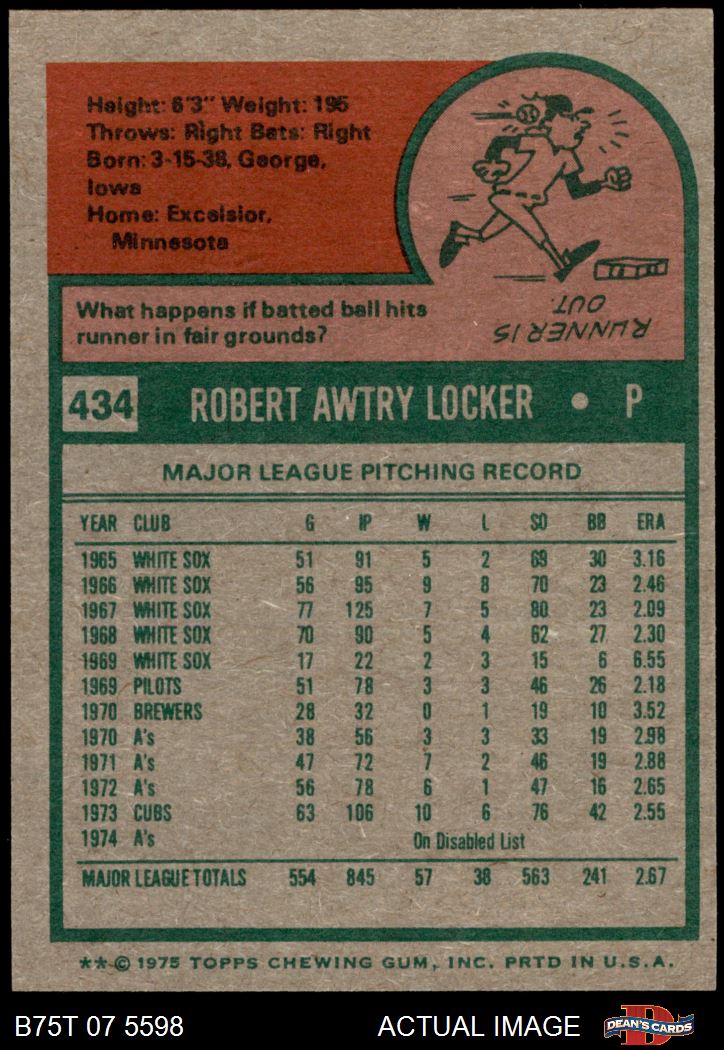 Height: 6'3" Weight: 195
Throws: Right Bats: Right
Born: 3-15-38, George,
Iowa
Home: Excelsior,
Minnesota
What happens if batted ball hits
runner in fair grounds?
RUNNER IS
OUT.
434 ROBERT AWTRY LOCKER • P
MAJOR LEAGUE PITCHING RECORD
YEAR CLUB G IP W L SO BB ERA
1965 WHITE SOX 51 91 5 2 69 30 3.16
1966 WHITE SOX 56 95 9 8 70 23 2.46
1967 WHITE SOX 77 125 7 5 80 23 2.09
1968 WHITE SOX 70 90 5 4 62 27 2.30
1969 WHITE SOX 17 22 2 3 15 6 6.55
1969 PILOTS 51 78 3 3 46 26 2.18
1970 BREWERS 28 32 0 1 19 10 3.52
1970 A's 38 56 3 3 33 19 2.98
1971 A's 47 72 7 2 46 19 2.88
1972 A's 56 78 6 1 47 16 2.65
1973 CUBS 63 106 10 6 76 42 2.55
1974 A's On Disabled List
MAJOR LEAGUE TOTALS 554 845 57 38 563 241 2.67
**© 1975 TOPPS CHEWING GUM, INC. PRTD IN U.S.A.
B75T 07 5598 ACTUAL IMAGE D DEAN'S CARDS